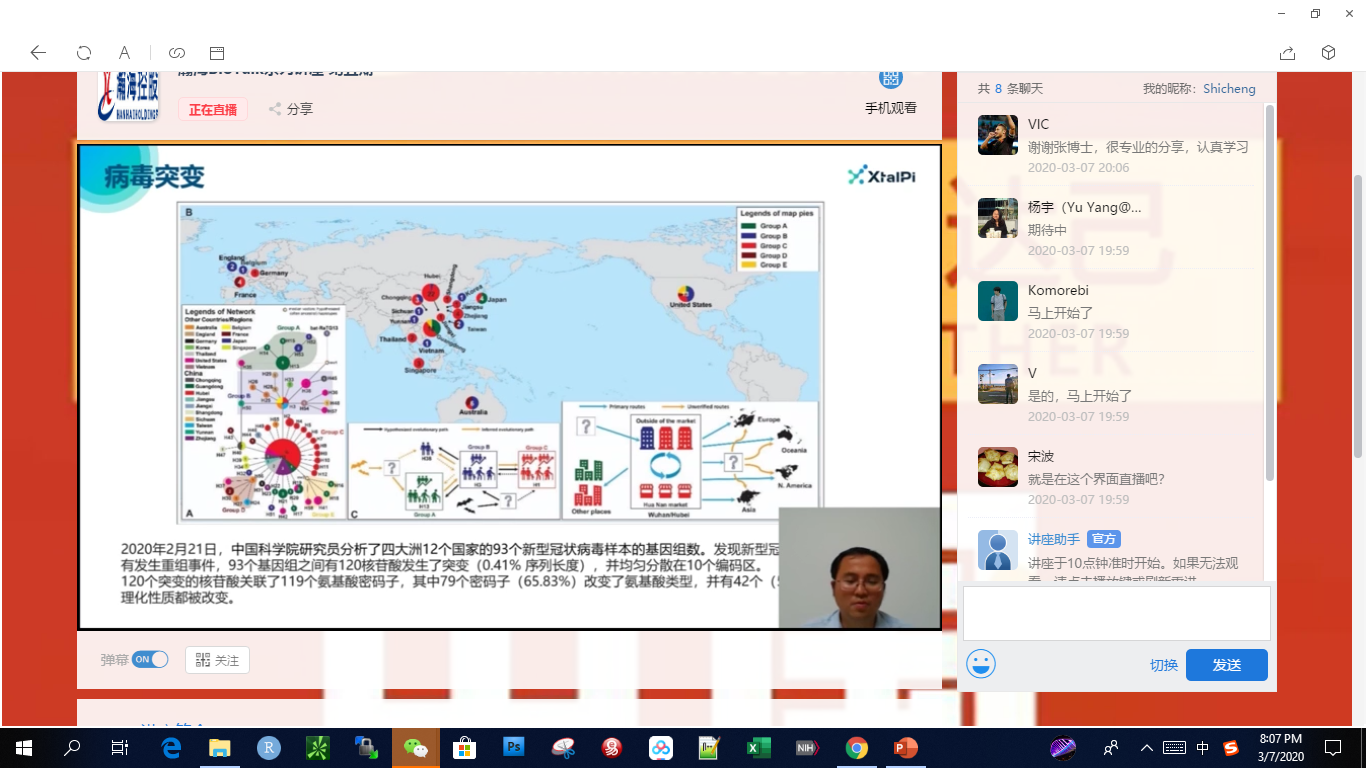 正在直播
分享
手机观看
HANHAIHOLDINGS
病毒突变
XtalPi
B
Legends of map pies
Group A
Group B
Group C
Group D
Group E
England
Belgium
Germany
France
Hubei
Chongqing
Sichuan
Yunnan
Korea
Japan
Jiangsu
Zhejiang
Taiwan
Thailand
Vietnam
Singapore
United States
Australia
Legends of Network
Other Countries/Regions
Australia
Belgium
England
France
Germany
Japan
Korea
Singapore
Thailand
United States
Vietnam
China
Chongqing
Guangdong
Hubei
Jiangsu
Jiangxi
Shandong
Sichuan
Taiwan
Yunnan
Zhejiang
Group A
Group B
Group C
A
Hypothesized evolutionary path
Inferred evolutionary path
Group B
Group C
Group A
H13
H3
H1
H38
C
Primary routes
Unverified routes
Outside of the market
Hua Nan market
Other places
Wuhan/Hubei
Europe
Oceania
N. America
Asia
2020年2月21日，中国科学院研究员分析了四大洲12个国家的93个新型冠状病毒样本的基因组数。发现新型冠
有发生重组事件，93个基因组之间有120核苷酸发生了突变（0.41% 序列长度），并均匀分散在10个编码区。
120个突变的核苷酸关联了119个氨基酸密码子，其中79个密码子（65.83%）改变了氨基酸类型，并有42个
理化性质都被改变。
弹幕 ON
关注
共 8 条聊天
我的昵称: Shicheng
VIC
谢谢张博士，很专业的分享，认真学习
2020-03-07 20:06
杨宇（Yu Yang@...
期待中
2020-03-07 19:59
Komorebi
马上开始了
2020-03-07 19:59
V
是的，马上开始了
2020-03-07 19:59
宋波
就是在这个界面直播吧?
2020-03-07 19:59
讲座助手 官方
讲座于10点钟准时开始。如果无法观
切换
发送
Ps
NIH
中
8:07 PM
3/7/2020